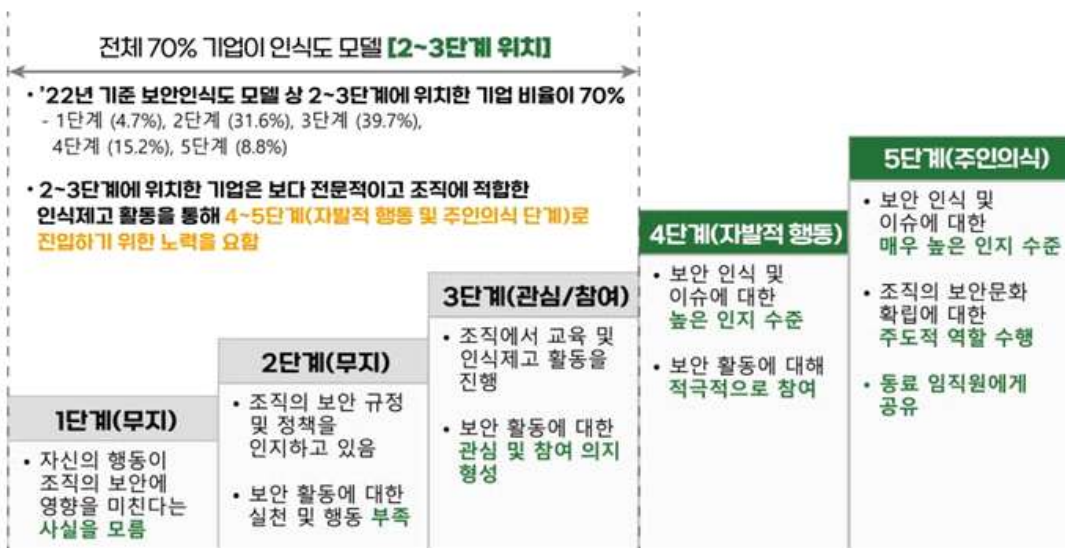 전체 70% 기업이 인식도 모델 [2~3단계 위치]
• '22년 기준 보안인식도 모델 상 2~3단계에 위치한 기업 비율이 70%
- 1단계 (4.7%), 2단계 (31.6%), 3단계 (39.7%),
4단계 (15.2%), 5단계 (8.8%)
• 2~3단계에 위치한 기업은 보다 전문적이고 조직에 적합한
인식제고 활동을 통해 4~5단계(자발적 행동 및 주인의식 단계)로
진입하기 위한 노력을 요함
1단계(무지)
• 자신의 행동이
조직의 보안에
영향을 미친다는
사실을 모름
2단계(무지)
• 조직의 보안 규정
및 정책을
인지하고 있음
• 보안 활동에 대한
실천 및 행동 부족
3단계(관심/참여)
• 조직에서 교육 및
인식제고 활동을
진행
• 보안 활동에 대한
관심 및 참여 의지
형성
4단계(자발적 행동)
• 보안 인식 및
이슈에 대한
높은 인지 수준
• 보안 활동에 대해
적극적으로 참여
5단계(주인의식)
• 보안 인식 및
이슈에 대한
매우 높은 인지 수준
• 조직의 보안문화
확립에 대한
주도적 역할 수행
• 동료 임직원에게
공유